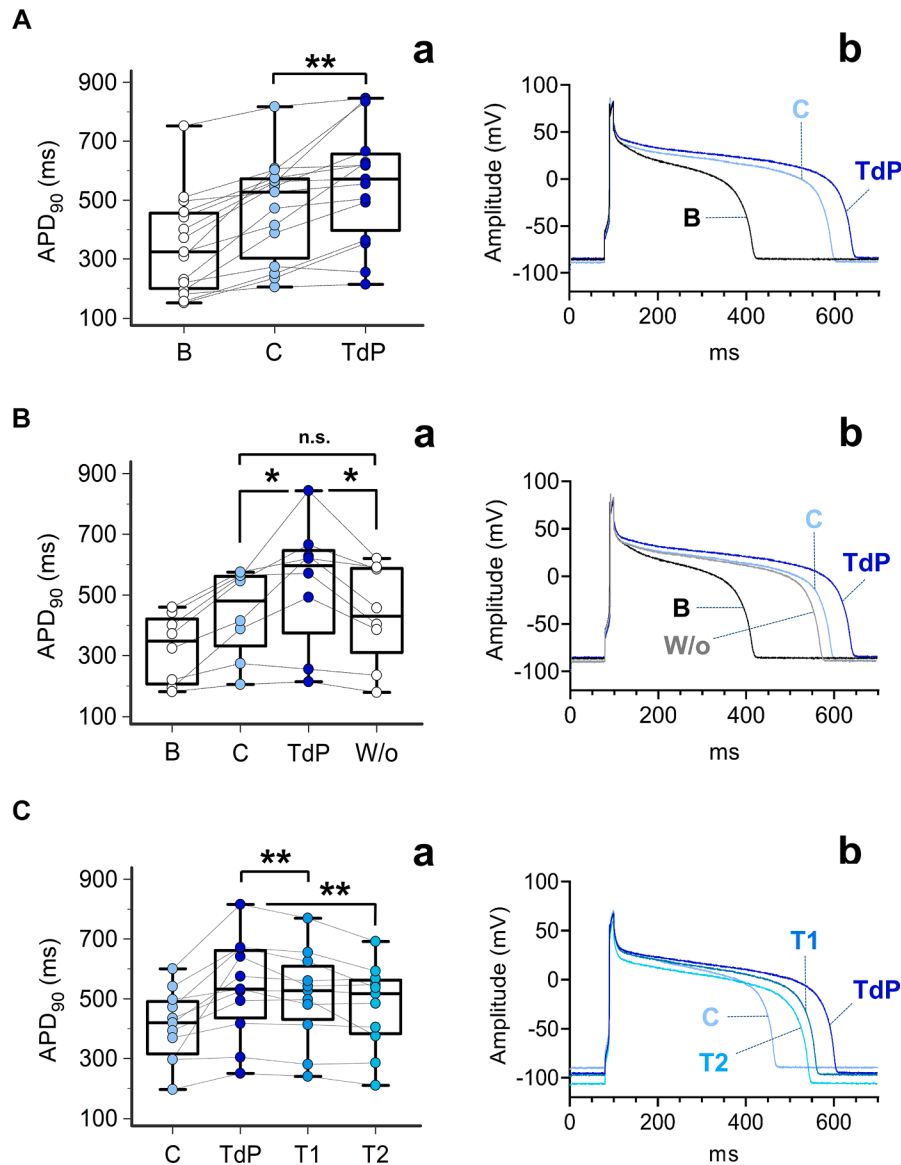 A
a
b
**
APD90 (ms)
900
700
500
300
100
B
C
TdP
Amplitude (mV)
100
50
0
-50
-100
C
TdP
B
0
200
400
600
ms
B
a
b
n.s.
*
*
APD90 (ms)
900
700
500
300
100
B
C
TdP
W/o
Amplitude (mV)
100
50
0
-50
-100
C
TdP
B
W/o
0
200
400
600
ms
C
a
b
**
**
APD90 (ms)
900
700
500
300
100
C
TdP
T1
T2
Amplitude (mV)
100
50
0
-50
-100
T1
TdP
C
T2
0
200
400
600
ms